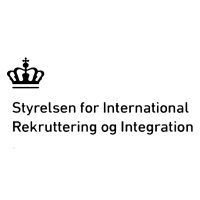 Styrelsen for International
Rekruttering og Integration